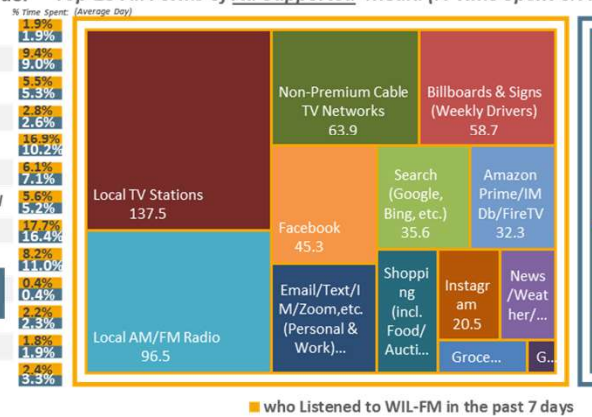 % Time Spent: (Average Day)
1.9%
1.9%
9.4%
9.0%
5.5%
5.3%
2.8%
2.6%
16.9%
10.2%
6.1%
7.1%
5.6%
5.2%
17.7%
16.4%
8.2%
11.0%
0.4%
0.4%
2.2%
2.3%
1.8%
1.9%
2.4%
3.3%
Local TV Stations
137.5
Local AM/FM Radio
96.5
Non-Premium Cable
TV Networks
63.9
Billboards & Signs
(Weekly Drivers)
58.7
Facebook
45.3
Search
(Google,
Bing, etc.)
35.6
Amazon
Prime/IM
Db/FireTV
32.3
Email/Text/I
M/Zoom,etc.
(Personal &
Work)...
Shoppi
ng
(incl.
Food/
Aucti...
Instagr
am
20.5
News
/Weat
her/...
Groce...
G...
who Listened to WIL-FM in the past 7 days